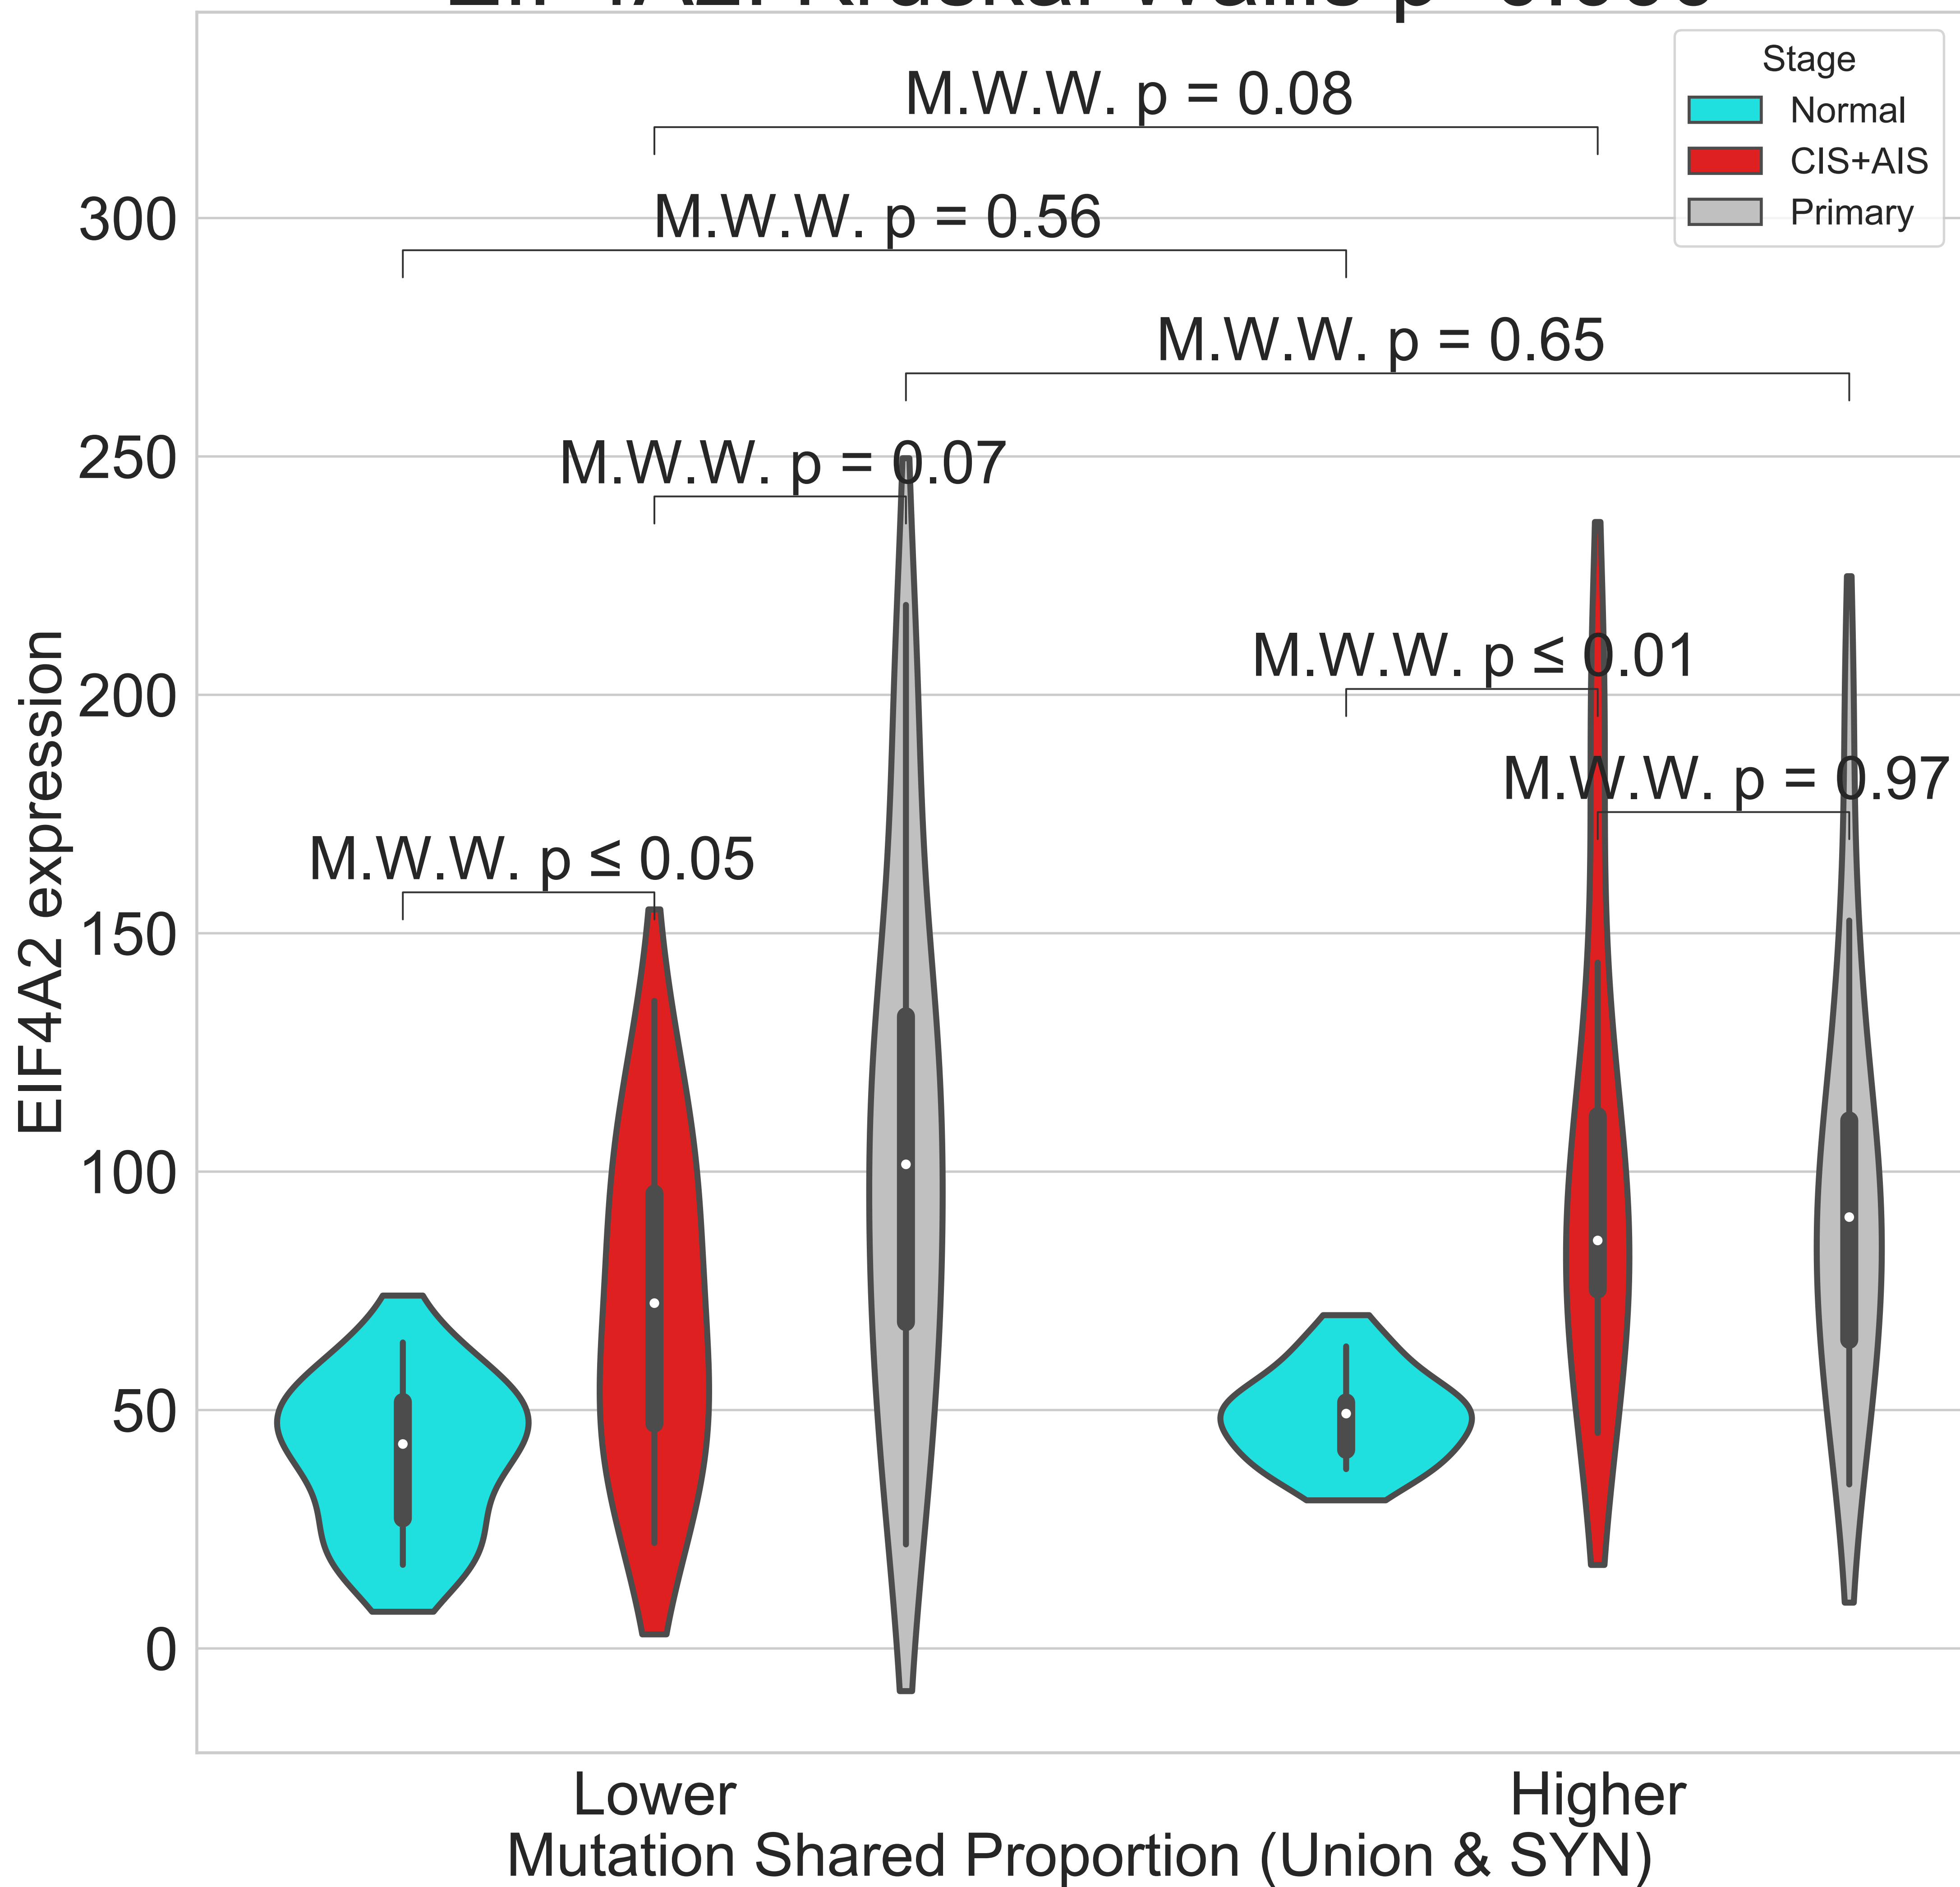 Stage
Normal
CIS+AIS
Primary
M.W.W. p = 0.08
M.W.W. p = 0.56
M.W.W. p = 0.65
M.W.W. p = 0.07
M.W.W. p ≤ 0.01
M.W.W. p = 0.97
M.W.W. p ≤ 0.05
300
250
200
150
100
50
0
EIF4A2 expression
Lower
Higher
Mutation Shared Proportion (Union & SYN)